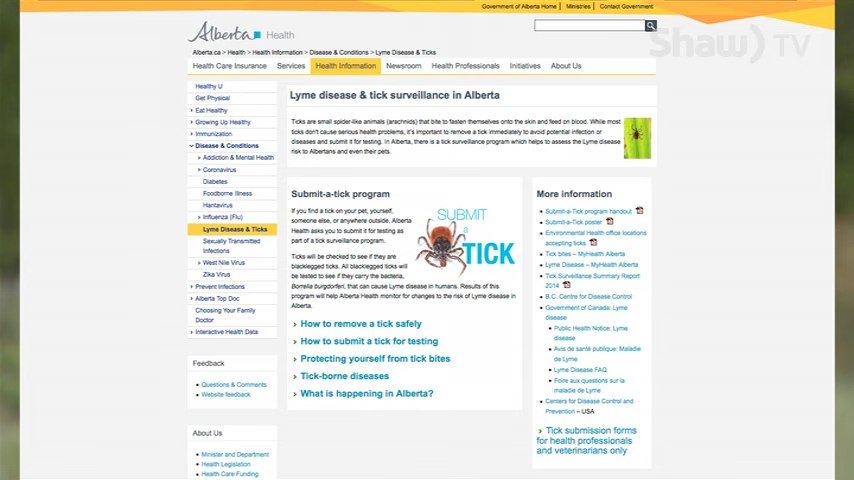 Government of Alberta Home | Ministries | Contact Government
Alberta Health
Shaw) TV
Alberta.ca > Health > Health Information > Disease & Conditions > Lyme Disease & Ticks
Health Care Insurance Services Health Information Newsroom Health Professionals Initiatives About Us
Healthy U
Get Physical
Eat Healthy
Growing Up Healthy
Immunization
Disease & Conditions
Addiction & Mental Health
Coronavirus
Diabetes
Foodborne Illness
Hantavirus
Influenza (Flu)
Lyme Disease & Ticks
Sexually Transmitted
Infections
West Nile Virus
Zika Virus
Prevent Infections
Alberta Top Doc
Choosing Your Family
Doctor
Interactive Health Data
Feedback
Questions & Comments
Website feedback
About Us
Minister and Department
Health Legislation
Health Care Funding
Lyme disease & tick surveillance in Alberta
Ticks are small spider-like animals (arachnids) that bite to fasten themselves onto the skin and feed on blood. While most
ticks don't cause serious health problems, it's important to remove a tick immediately to avoid potential infection or
diseases and submit it for testing. In Alberta, there is a tick surveillance program which helps to assess the Lyme disease
risk to Albertans and even their pets.
Submit-a-tick program
If you find a tick on your pet, yourself,
someone else, or anywhere outside, Alberta
Health asks you to submit it for testing as
part of a tick surveillance program.
SUBMIT
a
TICK
Ticks will be checked to see if they are
blacklegged ticks. All blacklegged ticks will
be tested to see if they carry the bacteria,
Borrelia burgdorferi, that can cause Lyme disease in humans. Results of this
program will help Alberta Health monitor for changes to the risk of Lyme disease in
Alberta.
How to remove a tick safely
How to submit a tick for testing
Protecting yourself from tick bites
Tick-borne diseases
What is happening in Alberta?
More information
Submit-a-Tick program handout
Submit-a-Tick poster
Environmental Health office locations
accepting ticks
Tick bites – MyHealth Alberta
Lyme Disease – MyHealth Alberta
Tick Surveillance Summary Report
2014
B.C. Centre for Disease Control
Government of Canada: Lyme
disease
Public Health Notice: Lyme
disease
Avis de santé publique: Maladie
de Lyme
Lyme Disease FAQ
Foire aux questions sur la
maladie de Lyme
Centers for Disease Control and
Prevention – USA
Tick submission forms
for health professionals
and veterinarians only